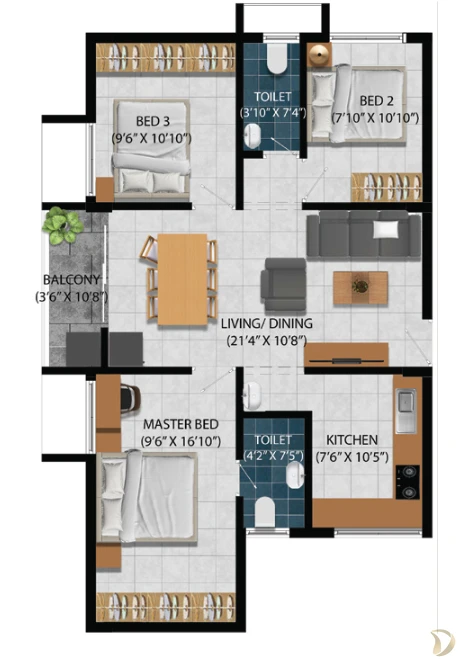 TOILET
(3'10" X 7'4")
BED 2
(7'10" X 10'10")
BED 3
(9'6" X 10'10")
BALCONY
(3'6" X 10'8")
LIVING/ DINING
(21'4" X 10'8")
MASTER BED
(9'6" X 16'10")
TOILET
(4'2" X 7'5")
KITCHEN
(7'6" X 10'5")